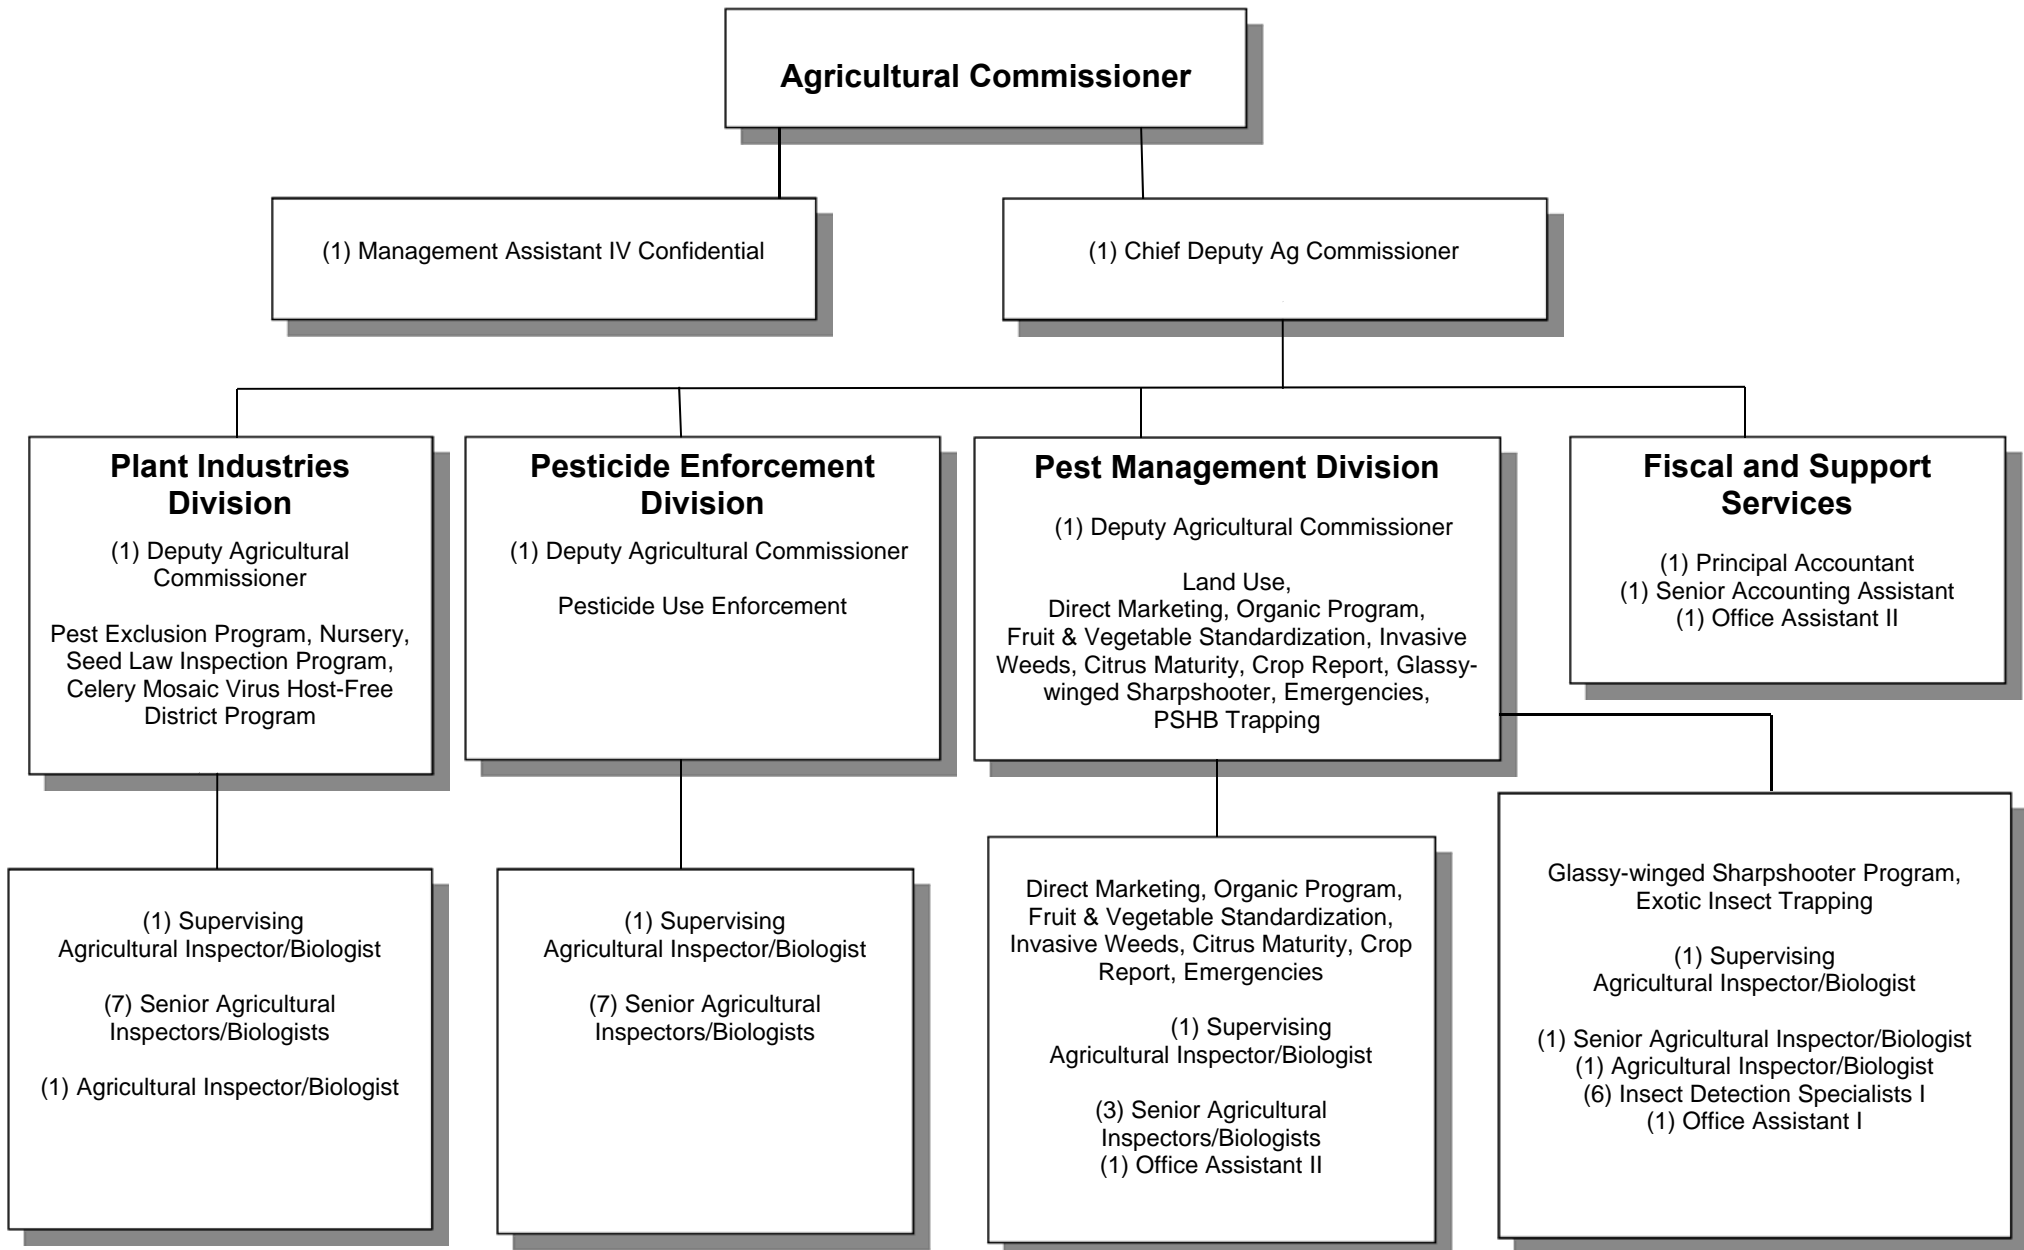 Agricultural Commissioner
(1) Management Assistant IV Confidential
(1) Chief Deputy Ag Commissioner
Plant Industries
Division
(1) Deputy Agricultural
Commissioner
Pest Exclusion Program, Nursery,
Seed Law Inspection Program,
Celery Mosaic Virus Host-Free
District Program
Pesticide Enforcement
Division
(1) Deputy Agricultural Commissioner
Pesticide Use Enforcement
Pest Management Division
(1) Deputy Agricultural Commissioner
Land Use,
Direct Marketing, Organic Program,
Fruit & Vegetable Standardization, Invasive
Weeds, Citrus Maturity, Crop Report, Glassy-
winged Sharpshooter, Emergencies,
PSHB Trapping
Fiscal and Support
Services
(1) Principal Accountant
(1) Senior Accounting Assistant
(1) Office Assistant II
(1) Supervising
Agricultural Inspector/Biologist
(7) Senior Agricultural
Inspectors/Biologists
(1) Agricultural Inspector/Biologist
(1) Supervising
Agricultural Inspector/Biologist
(7) Senior Agricultural
Inspectors/Biologists
Direct Marketing, Organic Program,
Fruit & Vegetable Standardization,
Invasive Weeds, Citrus Maturity, Crop
Report, Emergencies
(1) Supervising
Agricultural Inspector/Biologist
(3) Senior Agricultural
Inspectors/Biologists
(1) Office Assistant II
Glassy-winged Sharpshooter Program,
Exotic Insect Trapping
(1) Supervising
Agricultural Inspector/Biologist
(1) Senior Agricultural Inspector/Biologist
(1) Agricultural Inspector/Biologist
(6) Insect Detection Specialists I
(1) Office Assistant I